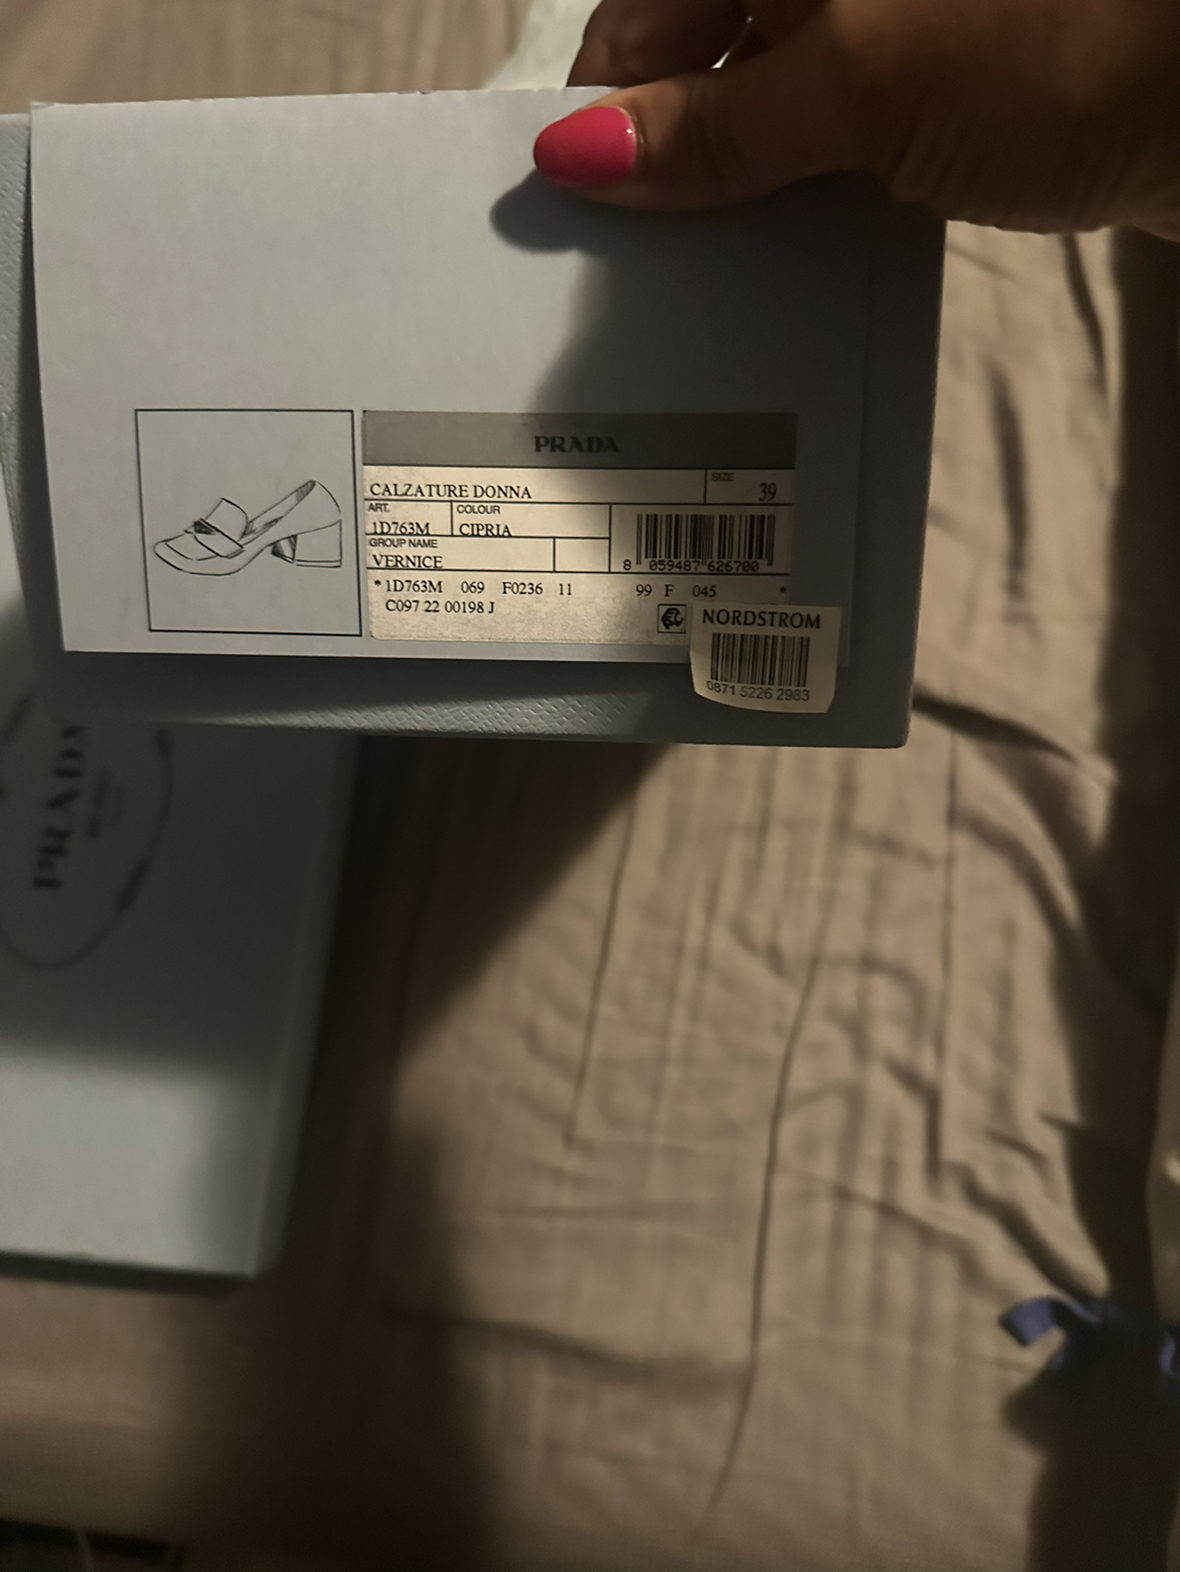 PRADA
CALZATURE DONNA
SIZE
39
ART.
1D763M
COLOUR
CIPRIA
GROUP NAME
VERNICE
8 059487 626700
* 1D763M 069 F0236 11 99 F 045 *
C097 22 00198 J
NORDSTROM
0871 5226 2983
PRADA